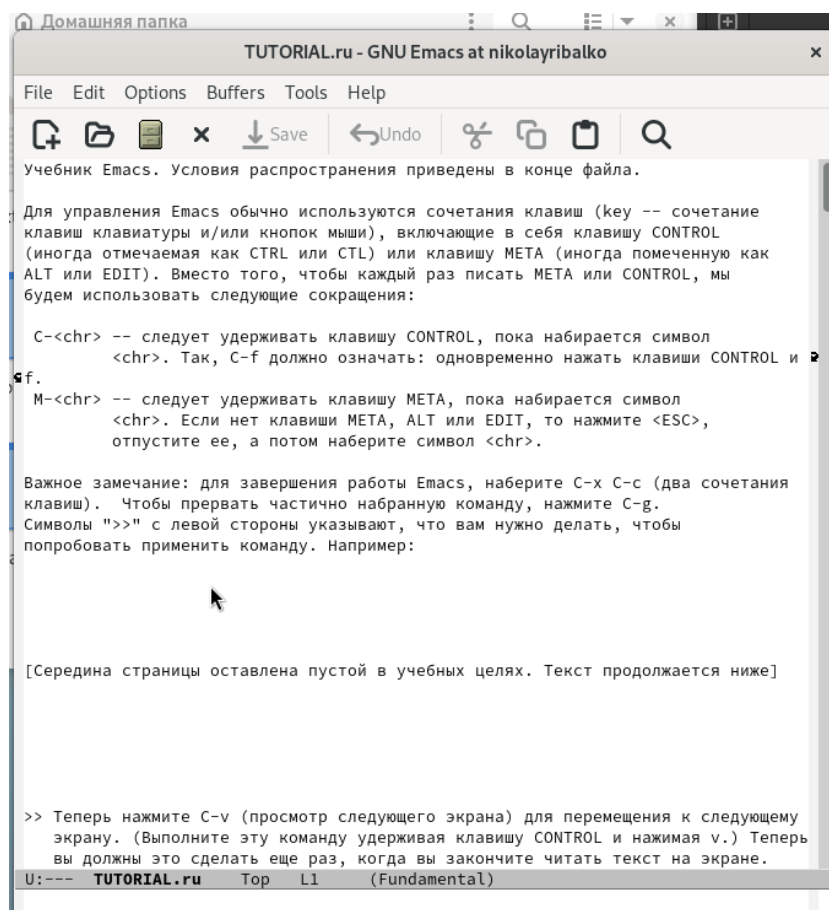 Домашняя папка
TUTORIAL.ru - GNU Emacs at nikolayribalko
File Edit Options Buffers Tools Help
Save Undo
Учебник Emacs. Условия распространения приведены в конце файла.
Для управления Emacs обычно используются сочетания клавиш (key -- сочетание
клавиш клавиатуры и/или кнопок мыши), включающие в себя клавишу CONTROL
(иногда отмечаемая как CTRL или CTL) или клавишу META (иногда помеченную как
ALT или EDIT). Вместо того, чтобы каждый раз писать META или CONTROL, мы
будем использовать следующие сокращения:
C-<chr> -- следует удерживать клавишу CONTROL, пока набирается символ
<chr>. Так, C-f должно означать: одновременно нажать клавиши CONTROL и
f.
M-<chr> -- следует удерживать клавишу META, пока набирается символ
<chr>. Если нет клавиши META, ALT или EDIT, то нажмите <ESC>,
отпустите ее, а потом наберите символ <chr>.
Важное замечание: для завершения работы Emacs, наберите C-x C-c (два сочетания
клавиш).  Чтобы прервать частично набранную команду, нажмите C-g.
Символы ">>" с левой стороны указывают, что вам нужно делать, чтобы
попробовать применить команду. Например:
[Середина страницы оставлена пустой в учебных целях. Текст продолжается ниже]
>> Теперь нажмите C-v (просмотр следующего экрана) для перемещения к следующему
экрану. (Выполните эту команду удерживая клавишу CONTROL и нажимая v.) Теперь
вы должны это сделать еще раз, когда вы закончите читать текст на экране.
U:--- TUTORIAL.ru Top L1 (Fundamental)